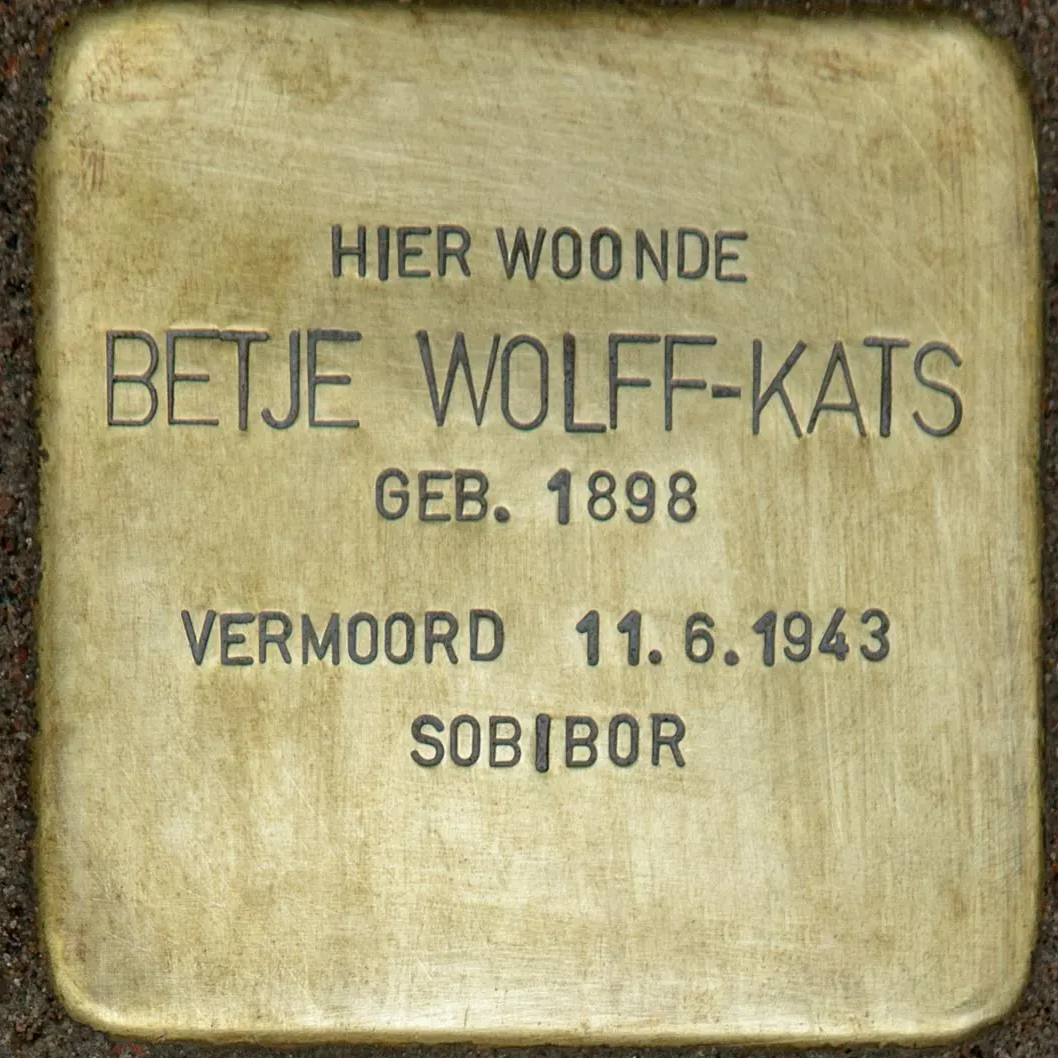 HIER WOONDE
BETJE WOLFF-KATS
GEB. 1898
VERMOORD 11.6.1943
SOBIBOR